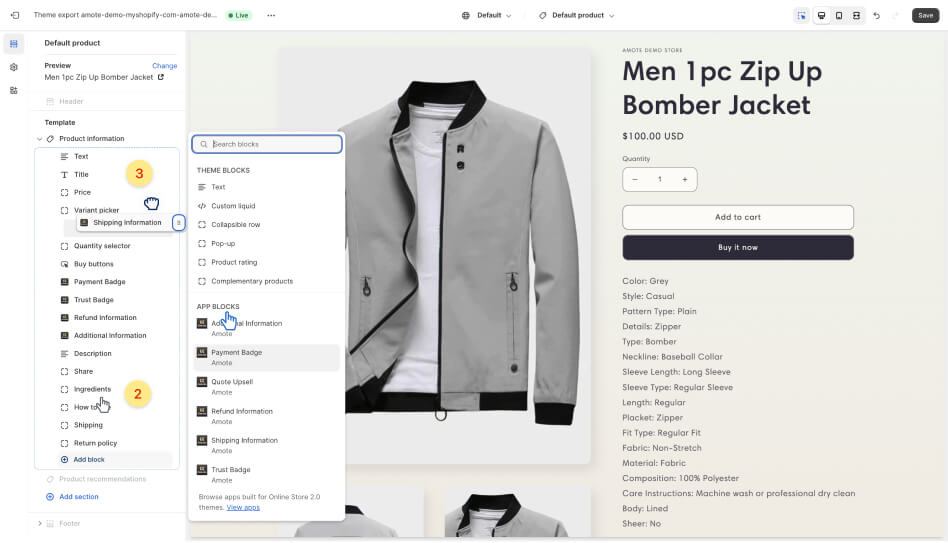 Theme export amote-demo-myshopify-com-amote-de...
Live
Default
Default product
Save
Default product
Preview
Change
Men 1pc Zip Up Bomber Jacket
Header
Template
Product Information
Text
Title
3
Price
Variant picker
Shipping Information
Quantity selector
Buy buttons
Payment Badge
Trust Badge
Refund Information
Additional Information
Description
Share
Ingredients
2
How to
Shipping
Return policy
Add block
Product recommendations
Add section
Footer
Search blocks
THEME BLOCKS
Text
Custom liquid
Collapsible row
Pop-up
Product rating
Complementary products
APP BLOCKS
Information
Amote
Payment Badge
Amote
Quote Upsell
Amote
Refund Information
Amote
Shipping Information
Amote
Trust Badge
Amote
Browse apps built for Online Store 2.0
themes. View apps
AMOTE DEMO STORE
Men 1pc Zip Up
Bomber Jacket
$100.00 USD
Quantity
− 1 +
Add to cart
Buy it now
Color: Grey
Style: Casual
Pattern Type: Plain
Details: Zipper
Type: Bomber
Neckline: Baseball Collar
Sleeve Length: Long Sleeve
Sleeve Type: Regular Sleeve
Length: Regular
Placket: Zipper
Fit Type: Regular Fit
Fabric: Non-Stretch
Material: Fabric
Composition: 100% Polyester
Care Instructions: Machine wash or professional dry clean
Body: Lined
Sheer: No